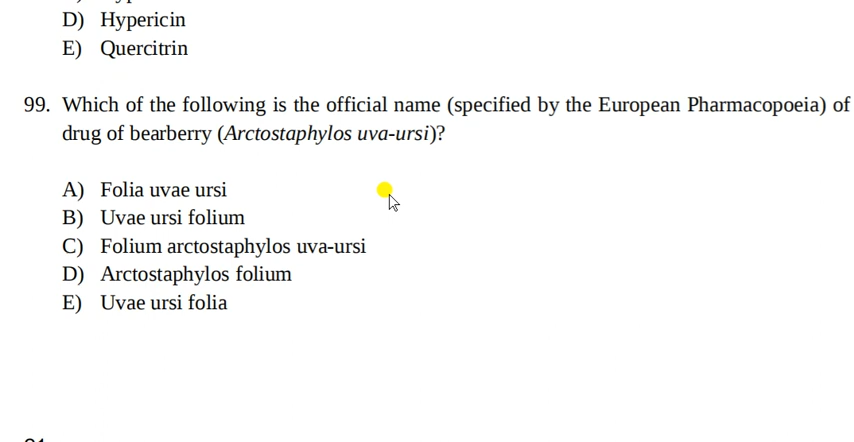 D) Hypericin
E) Quercitrin
99. Which of the following is the official name (specified by the European Pharmacopoeia) of
drug of bearberry (Arctostaphylos uva-ursi)?
A) Folia uvae ursi
B) Uvae ursi folium
C) Folium arctostaphylos uva-ursi
D) Arctostaphylos folium
E) Uvae ursi folia